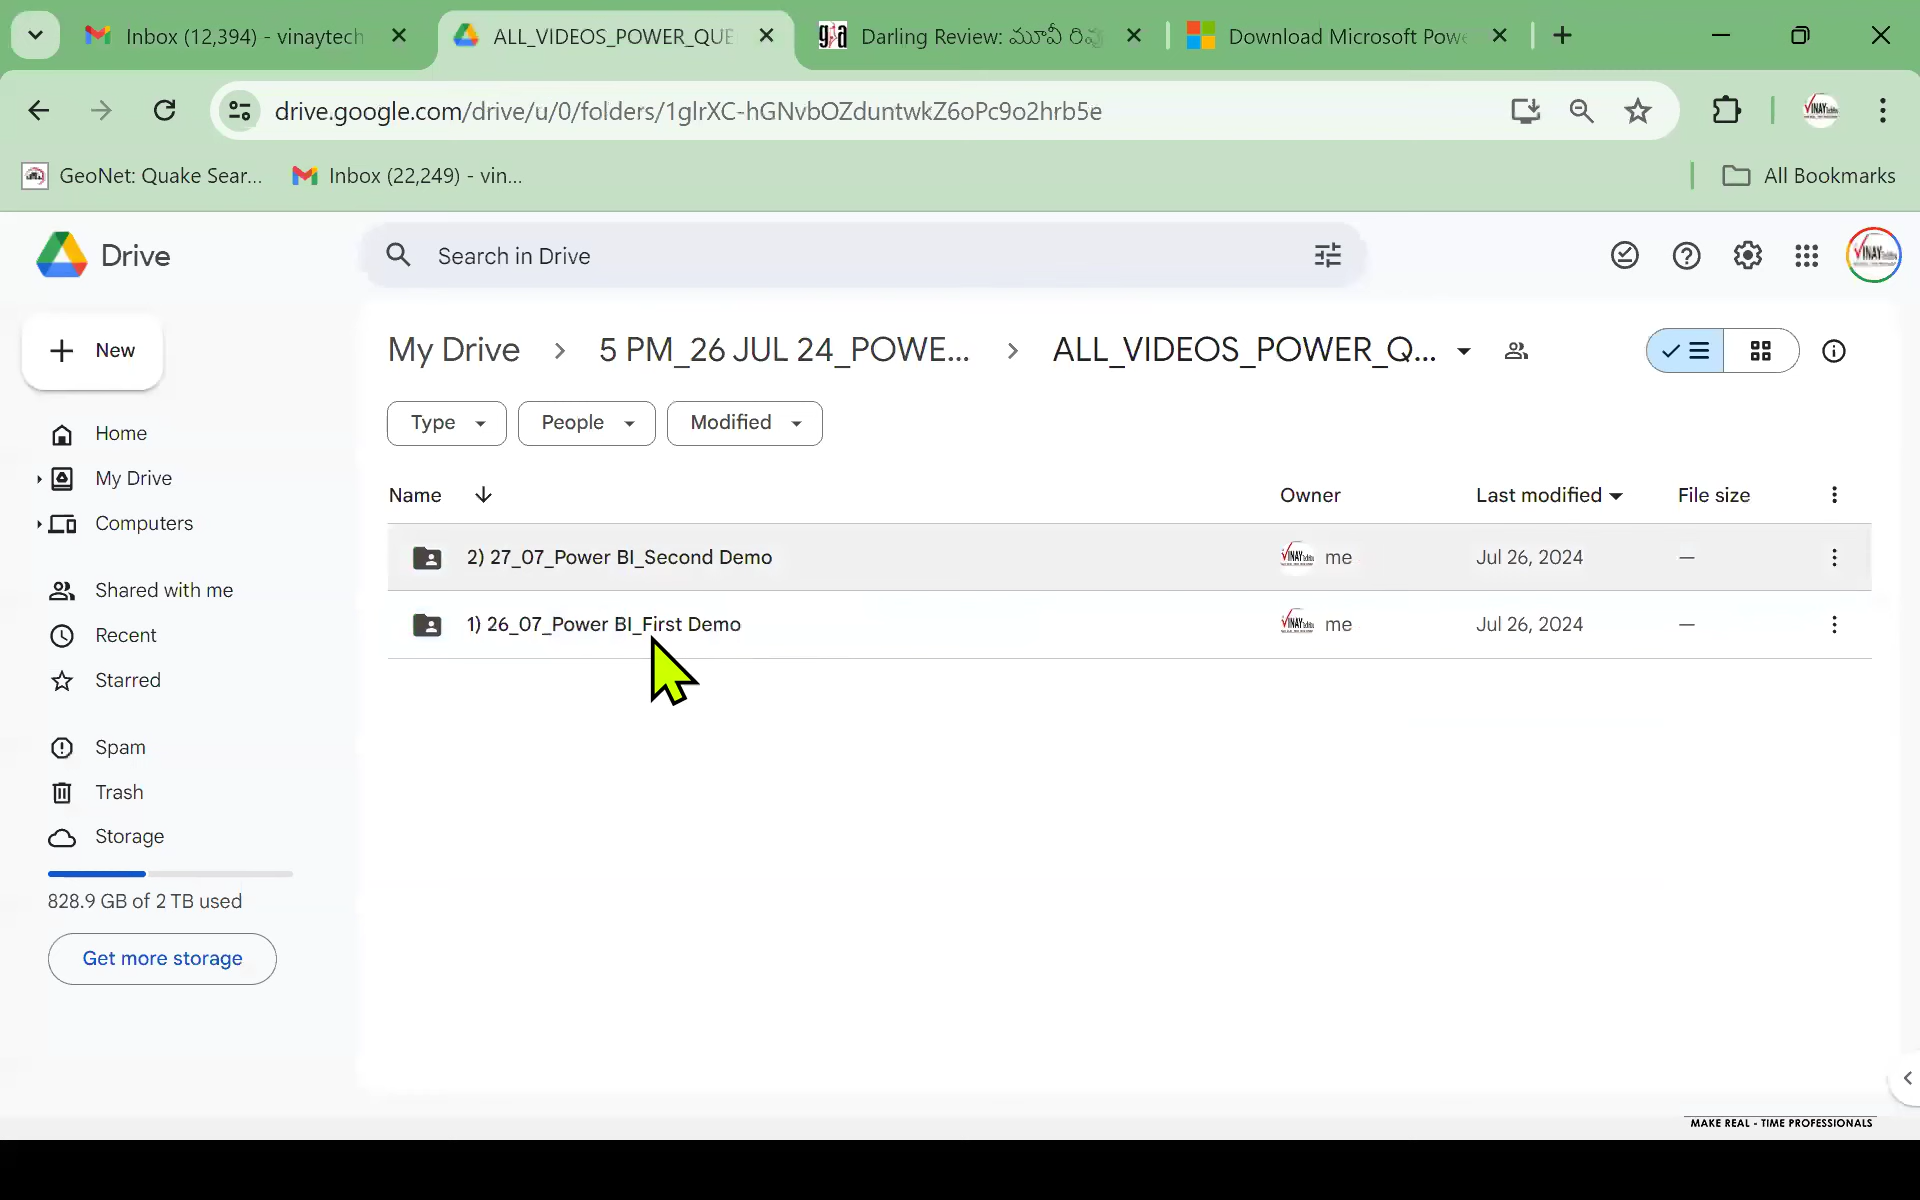 Inbox (12,394) - vinaytech
ALL_VIDEOS_POWER_QUE
Darling Review: మూవీ రివ్యూ
Download Microsoft Powe
drive.google.com/drive/u/0/folders/1glrXC-hGNvbOZduntwkZ6oPc9o2hrb5e
GeoNet: Quake Sear...
Inbox (22,249) - vin...
All Bookmarks
Drive
Search in Drive
New
My Drive
5 PM_26 JUL 24_POWE...
ALL_VIDEOS_POWER_Q...
Type
People
Modified
Home
My Drive
Computers
Shared with me
Recent
Starred
Spam
Trash
Storage
828.9 GB of 2 TB used
Get more storage
Name
Owner
Last modified
File size
2) 27_07_Power BI_Second Demo
me
Jul 26, 2024
—
1) 26_07_Power BI_First Demo
me
Jul 26, 2024
—
MAKE REAL - TIME PROFESSIONALS